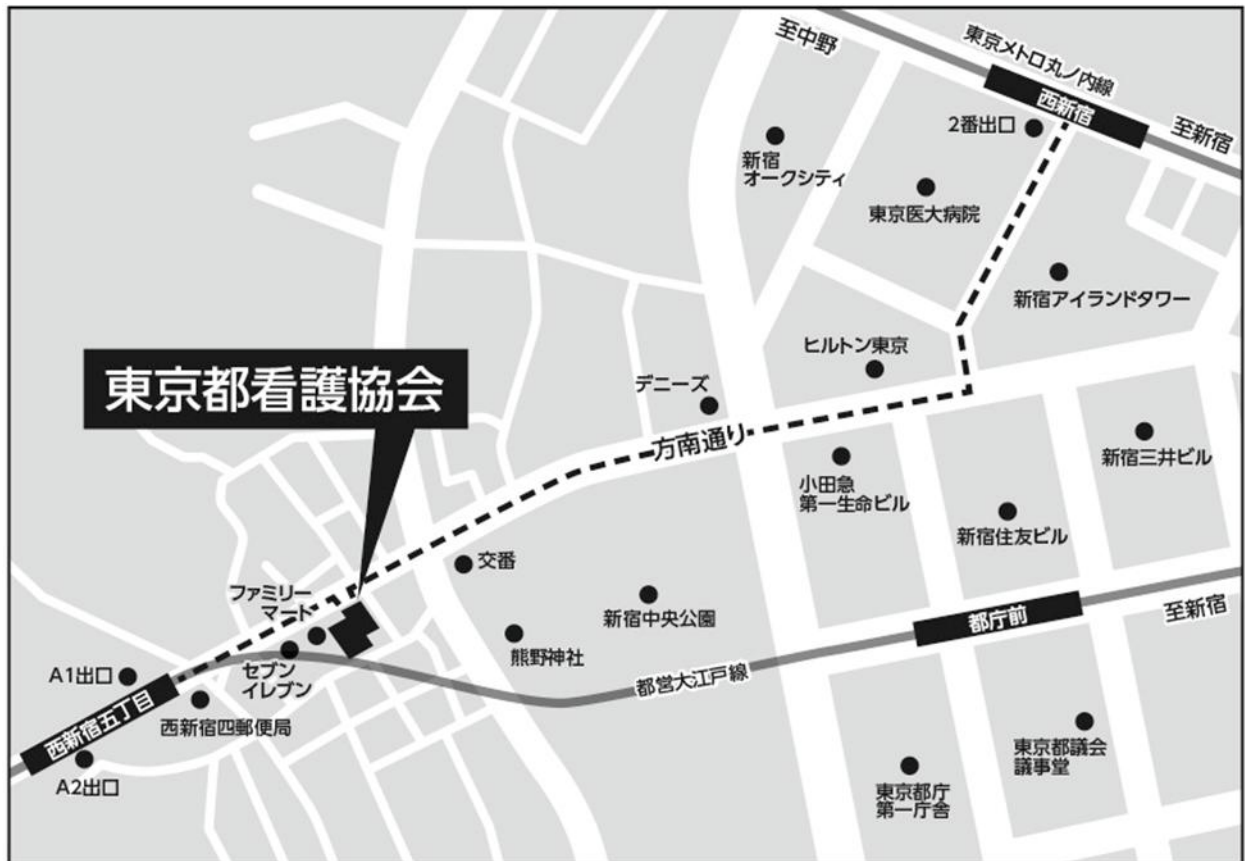 至中野
東京メトロ丸ノ内線
西新宿
至新宿
2番出口
新宿
オークシティ
東京医大病院
新宿アイランドタワー
ヒルトン東京
デニーズ
東京都看護協会
方南通り
小田急
第一生命ビル
新宿三井ビル
新宿住友ビル
交番
ファミリー
マート
新宿中央公園
都庁前
至新宿
熊野神社
セブン
イレブン
A1出口
都営大江戸線
西新宿五丁目
西新宿四郵便局
A2出口
東京都議会
議事堂
東京都庁
第一庁舎